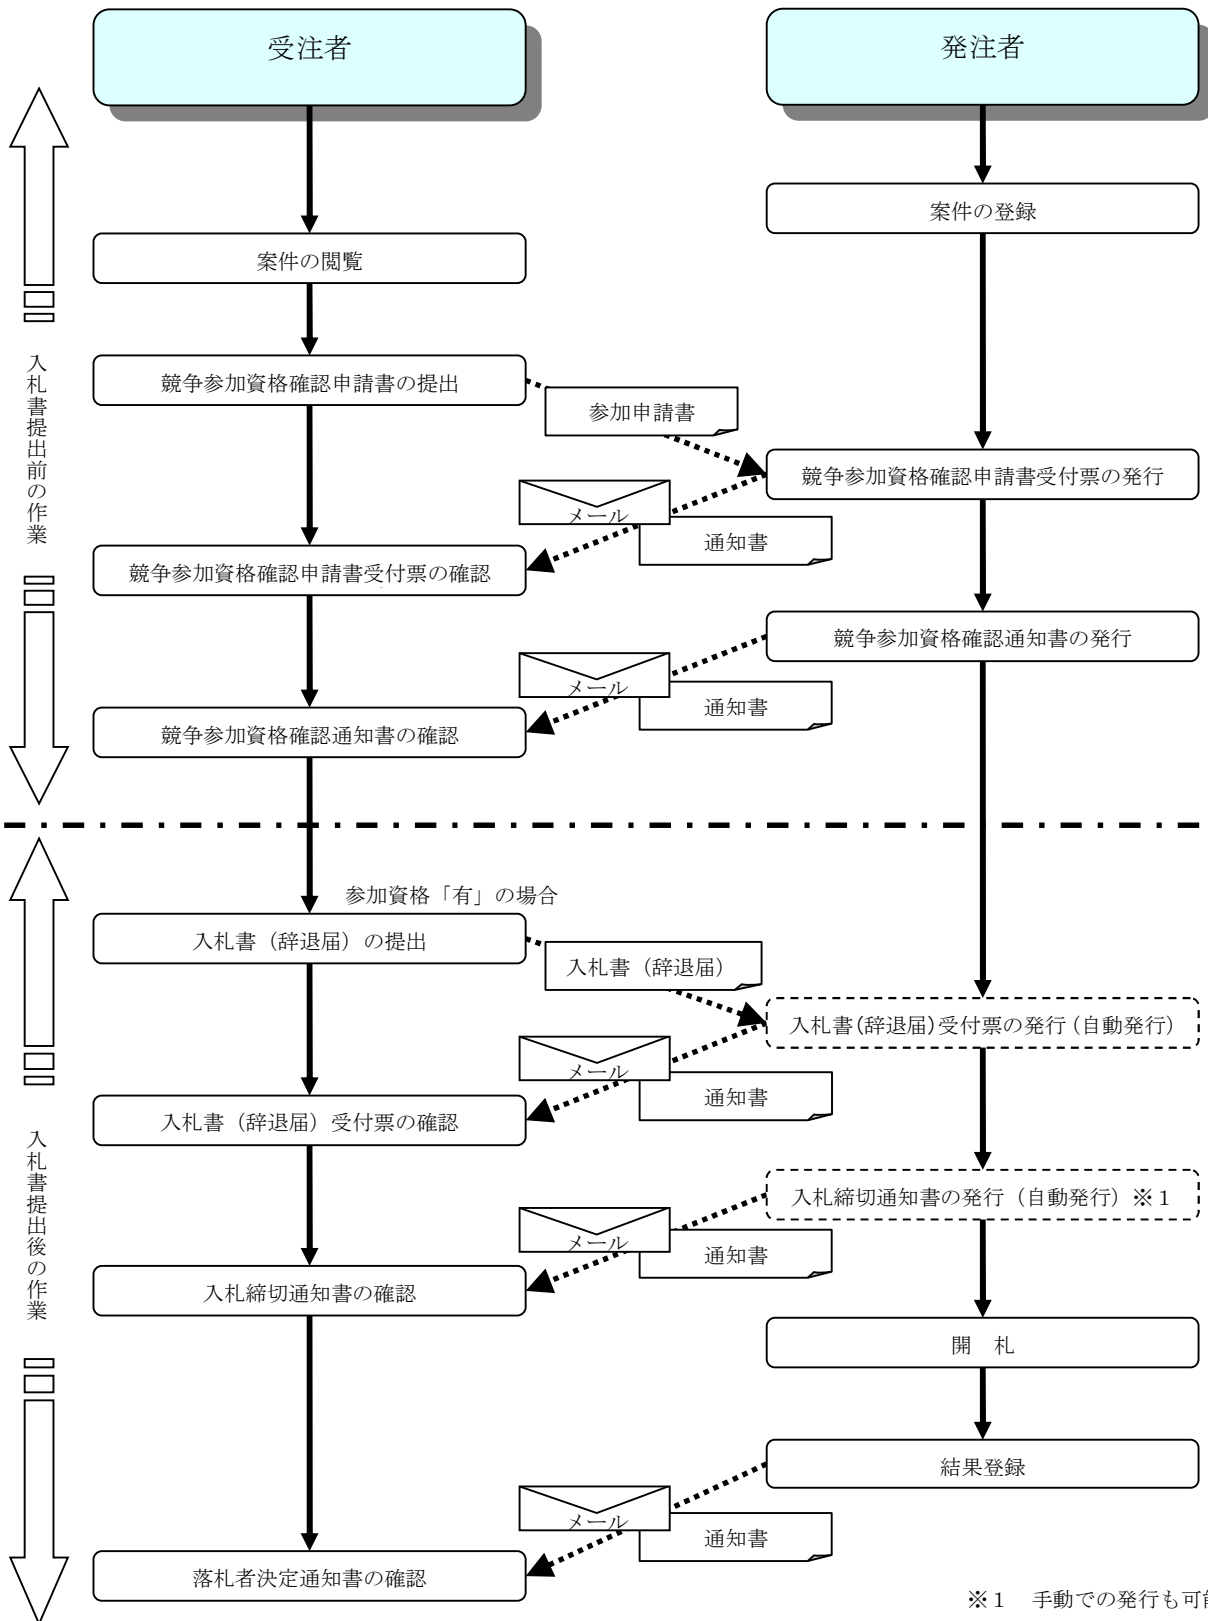 受注者
発注者
案件の登録
案件の閲覧
競争参加資格確認申請書の提出
参加申請書
競争参加資格確認申請書受付票の発行
メール
通知書
競争参加資格確認申請書受付票の確認
競争参加資格確認通知書の発行
メール
通知書
競争参加資格確認通知書の確認
入札書提出前の作業
参加資格「有」の場合
入札書（辞退届）の提出
入札書（辞退届）
入札書(辞退届)受付票の発行(自動発行)
メール
通知書
入札書（辞退届）受付票の確認
入札締切通知書の発行（自動発行）※１
メール
通知書
入札締切通知書の確認
開　札
結果登録
メール
通知書
落札者決定通知書の確認
入札書提出後の作業
※１　手動での発行も可